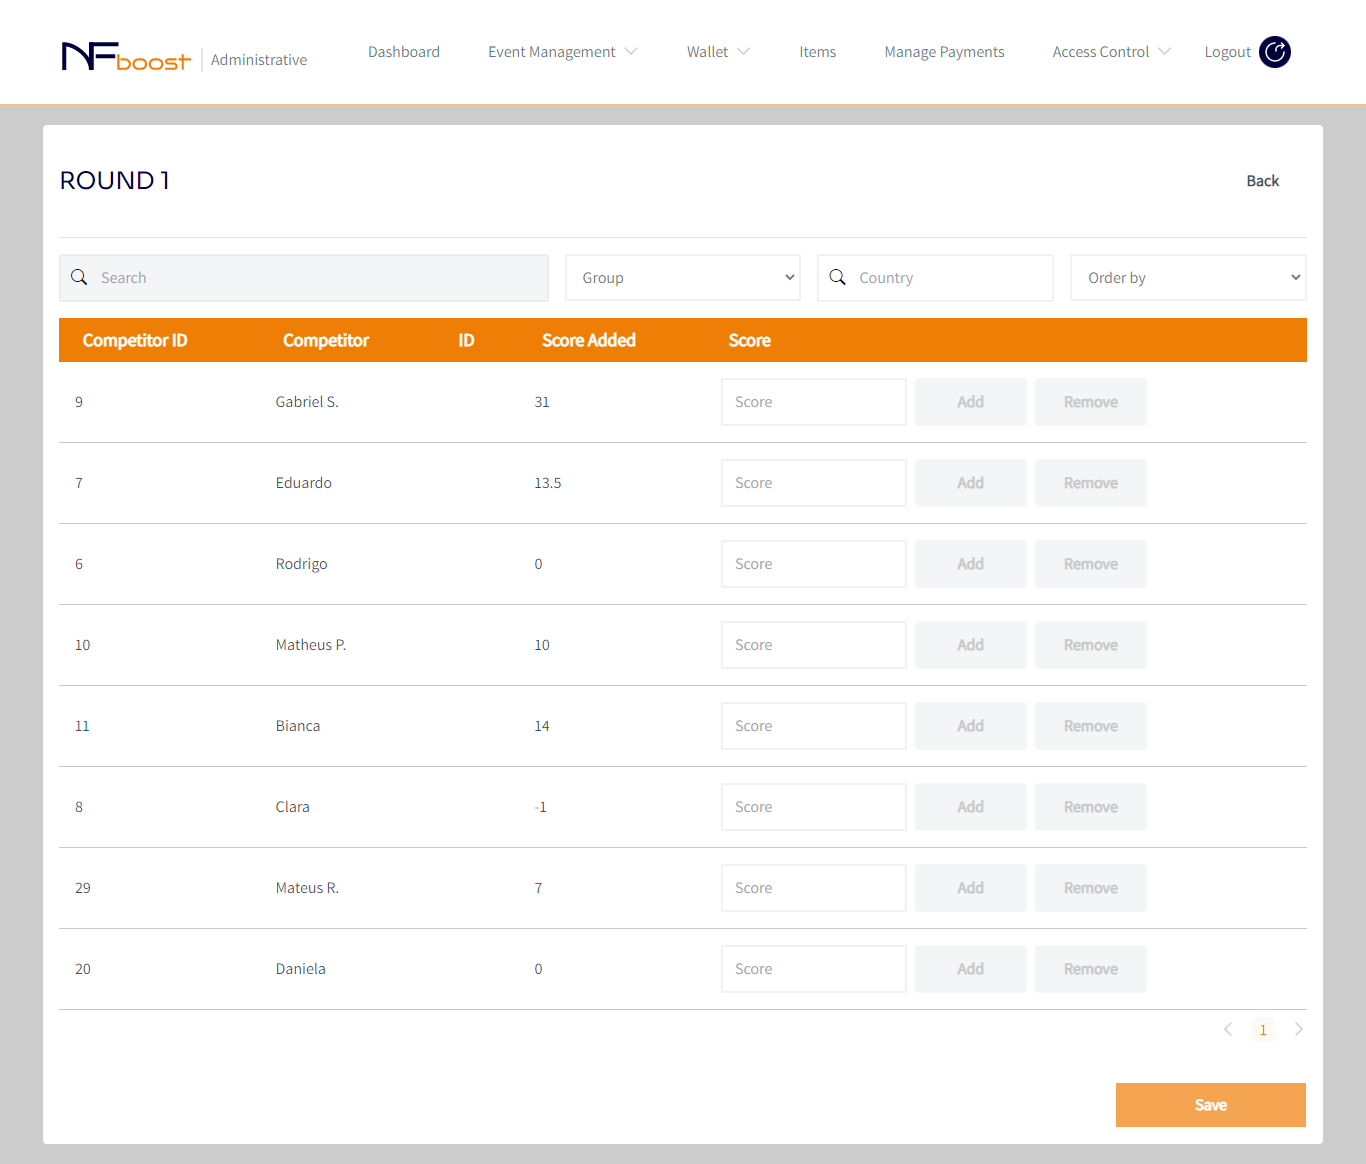 NFboost Administrative Dashboard Event Management Wallet Items Manage Payments Access Control Logout
ROUND 1 Back
Search Group Country Order by
Competitor ID Competitor ID Score Added Score
9 Gabriel S. 31 Score Add Remove
7 Eduardo 13.5 Score Add Remove
6 Rodrigo 0 Score Add Remove
10 Matheus P. 10 Score Add Remove
11 Bianca 14 Score Add Remove
8 Clara -1 Score Add Remove
29 Mateus R. 7 Score Add Remove
20 Daniela 0 Score Add Remove
1
Save